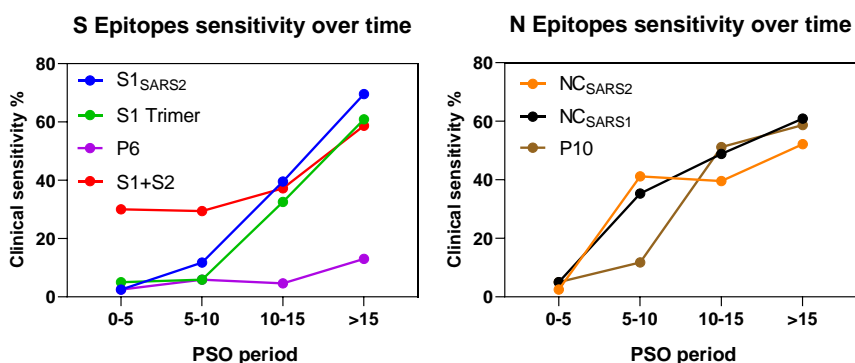 S Epitopes sensitivity over time
Clinical sensitivity %
80
60
40
20
0
S1SARS2
S1 Trimer
P6
S1+S2
0-5
5-10
10-15
>15
PSO period
N Epitopes sensitivity over time
Clinical sensitivity %
80
60
40
20
0
NCSARS2
NCSARS1
P10
0-5
5-10
10-15
>15
PSO period